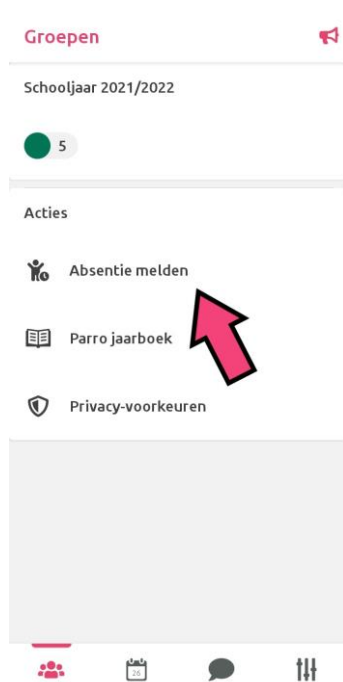 Groepen
Schooljaar 2021/2022
5
Acties
Absentie melden
Parro jaarboek
Privacy-voorkeuren
26